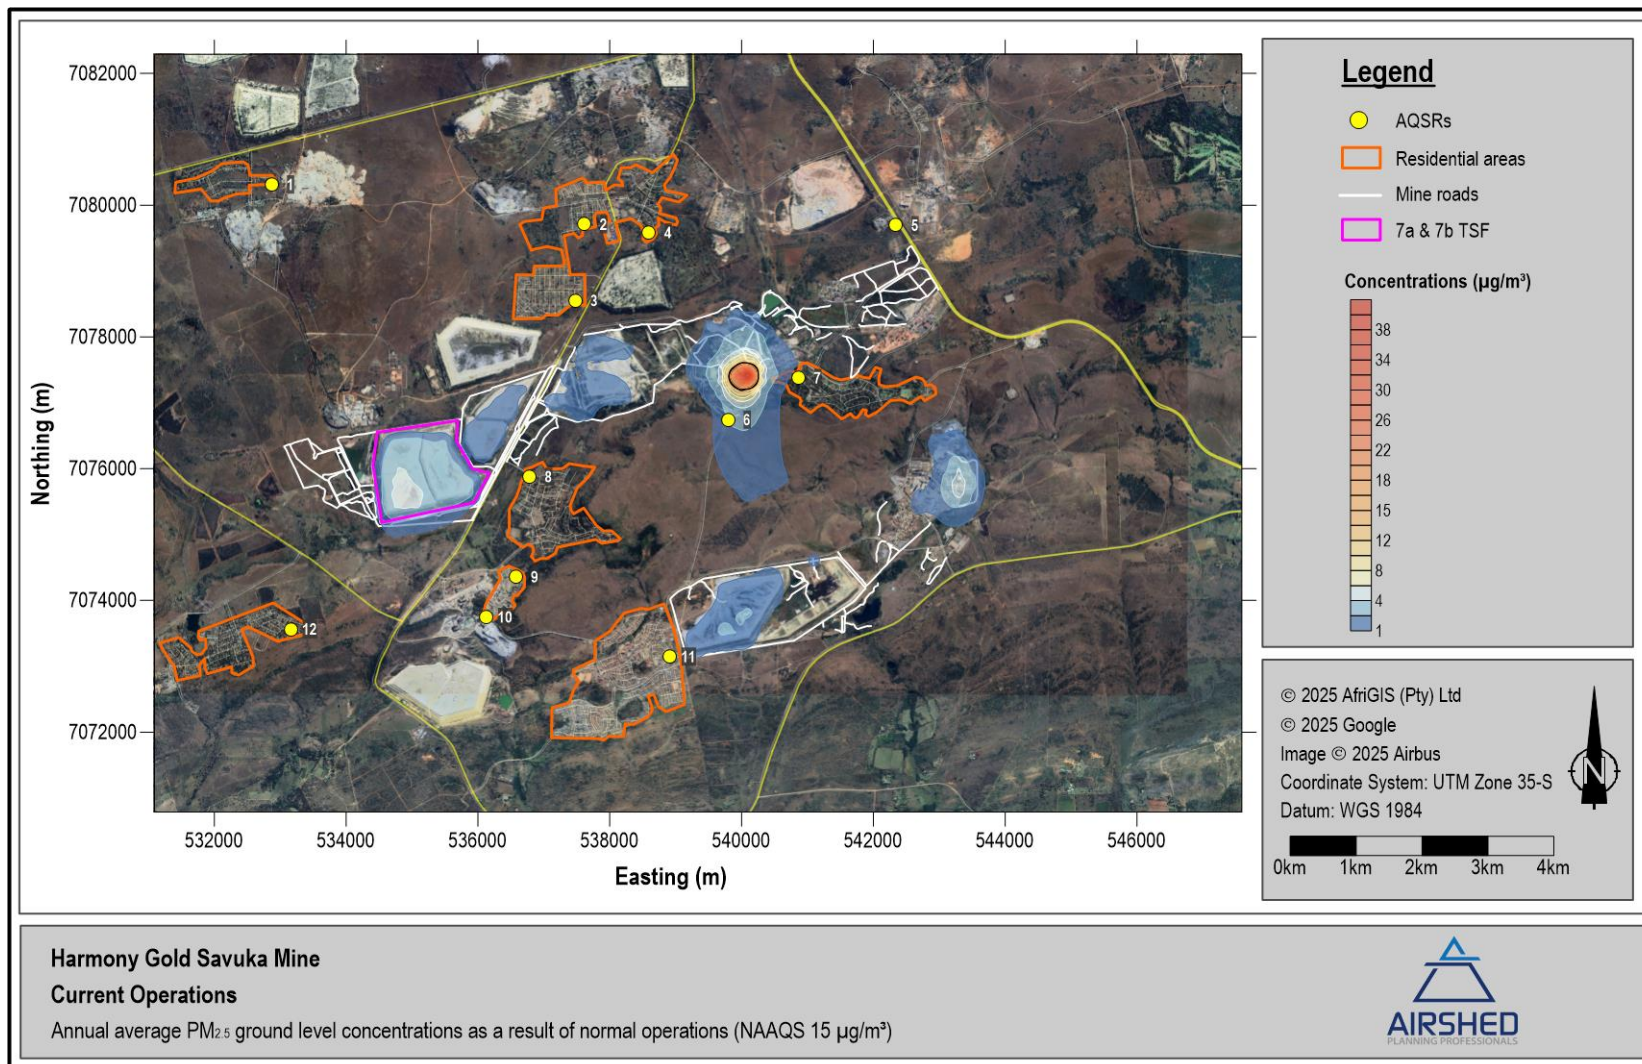 7082000
7080000
7078000
7076000
7074000
7072000
Northing (m)
532000
534000
536000
538000
540000
542000
544000
546000
Easting (m)
1
2
3
4
5
6
7
8
9
10
11
12
Legend
AQSRs
Residential areas
Mine roads
7a & 7b TSF
Concentrations (µg/m³)
38
34
30
26
22
18
15
12
8
4
1
© 2025 AfriGIS (Pty) Ltd
© 2025 Google
Image © 2025 Airbus
Coordinate System: UTM Zone 35-S
Datum: WGS 1984
N
0km 1km 2km 3km 4km
Harmony Gold Savuka Mine
Current Operations
Annual average PM₂.₅ ground level concentrations as a result of normal operations (NAAQS 15 µg/m³)
AIRSHED
PLANNING PROFESSIONALS